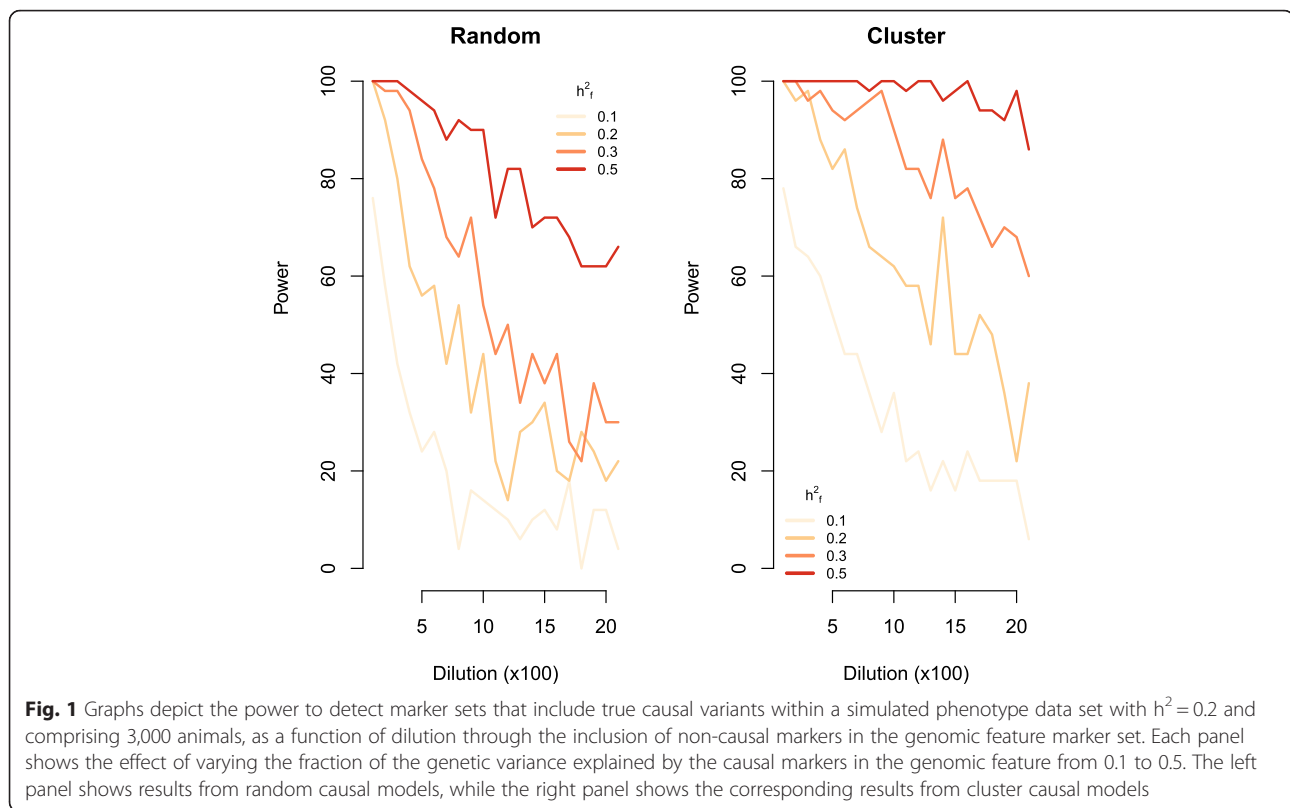 Random
Cluster
100
80
60
40
20
0
Power
h²f
0.1
0.2
0.3
0.5
5 10 15 20
Dilution (x100)
100
80
60
40
20
0
Power
h²f
0.1
0.2
0.3
0.5
5 10 15 20
Dilution (x100)
Fig. 1 Graphs depict the power to detect marker sets that include true causal variants within a simulated phenotype data set with h² = 0.2 and
comprising 3,000 animals, as a function of dilution through the inclusion of non-causal markers in the genomic feature marker set. Each panel
shows the effect of varying the fraction of the genetic variance explained by the causal markers in the genomic feature from 0.1 to 0.5. The left
panel shows results from random causal models, while the right panel shows the corresponding results from cluster causal models